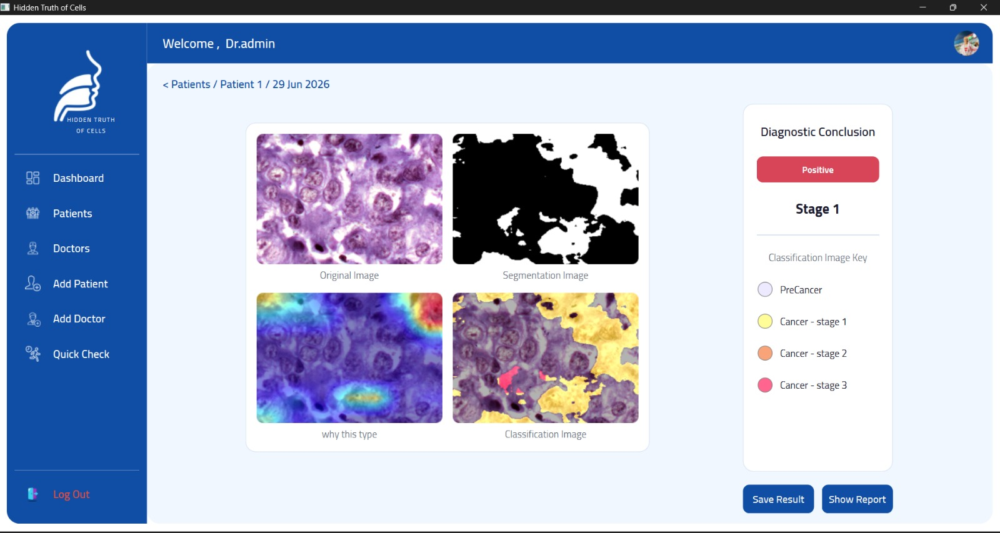 Hidden Truth of Cells
Welcome , Dr.admin
HIDDEN TRUTH
OF CELLS
Dashboard
Patients
Doctors
Add Patient
Add Doctor
Quick Check
Log Out
< Patients / Patient 1 / 29 Jun 2026
Original Image
Segmentation Image
why this type
Classification Image
Diagnostic Conclusion
Positive
Stage 1
Classification Image Key
PreCancer
Cancer - stage 1
Cancer - stage 2
Cancer - stage 3
Save Result
Show Report